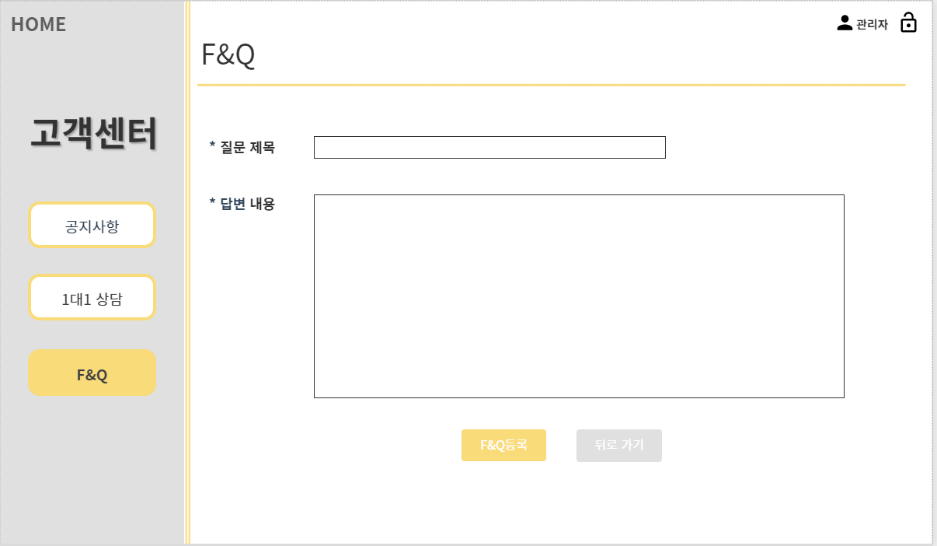 HOME
관리자
F&Q
고객센터
* 질문 제목
* 답변 내용
공지사항
1대1 상담
F&Q
F&Q등록
뒤로 가기